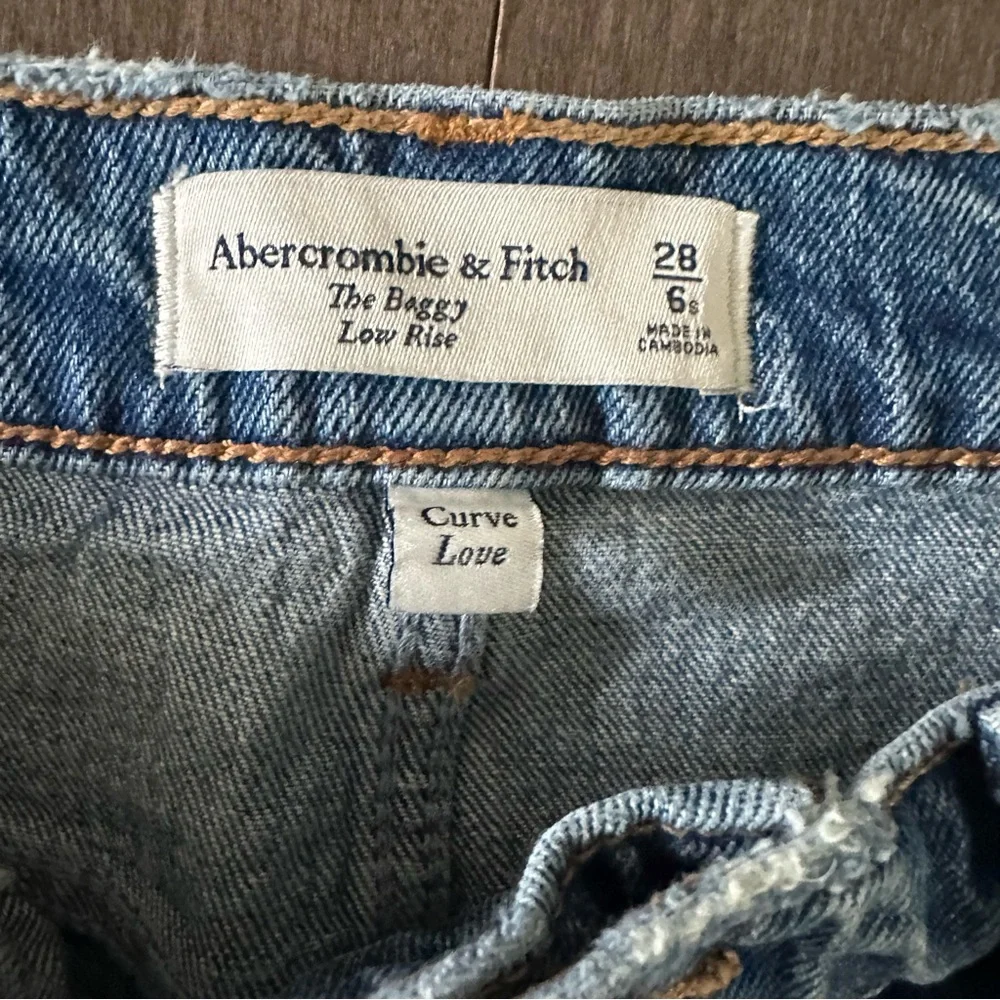 Abercrombie & Fitch
The Baggy
Low Rise
28
6s
MADE IN
CAMBODIA
Curve
Love